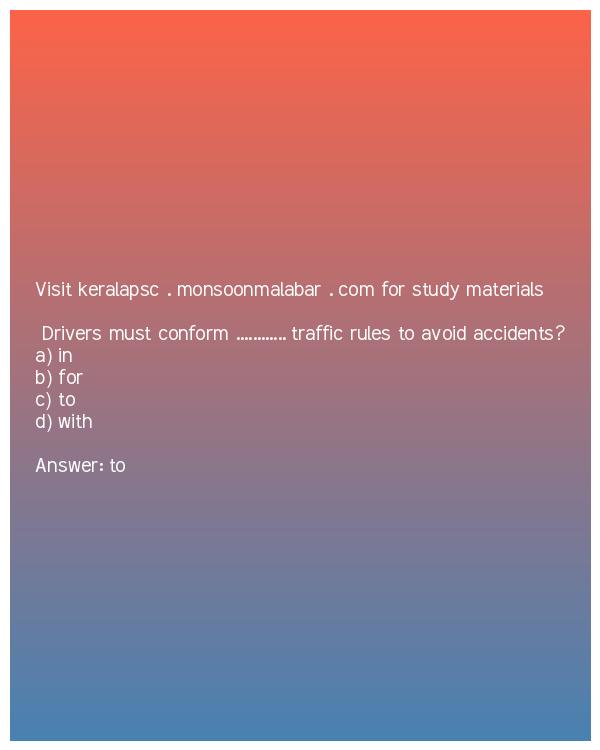 Visit keralapsc . monsoonmalabar . com for study materials
Drivers must conform ............ traffic rules to avoid accidents?
a) in
b) for
c) to
d) with
Answer: to